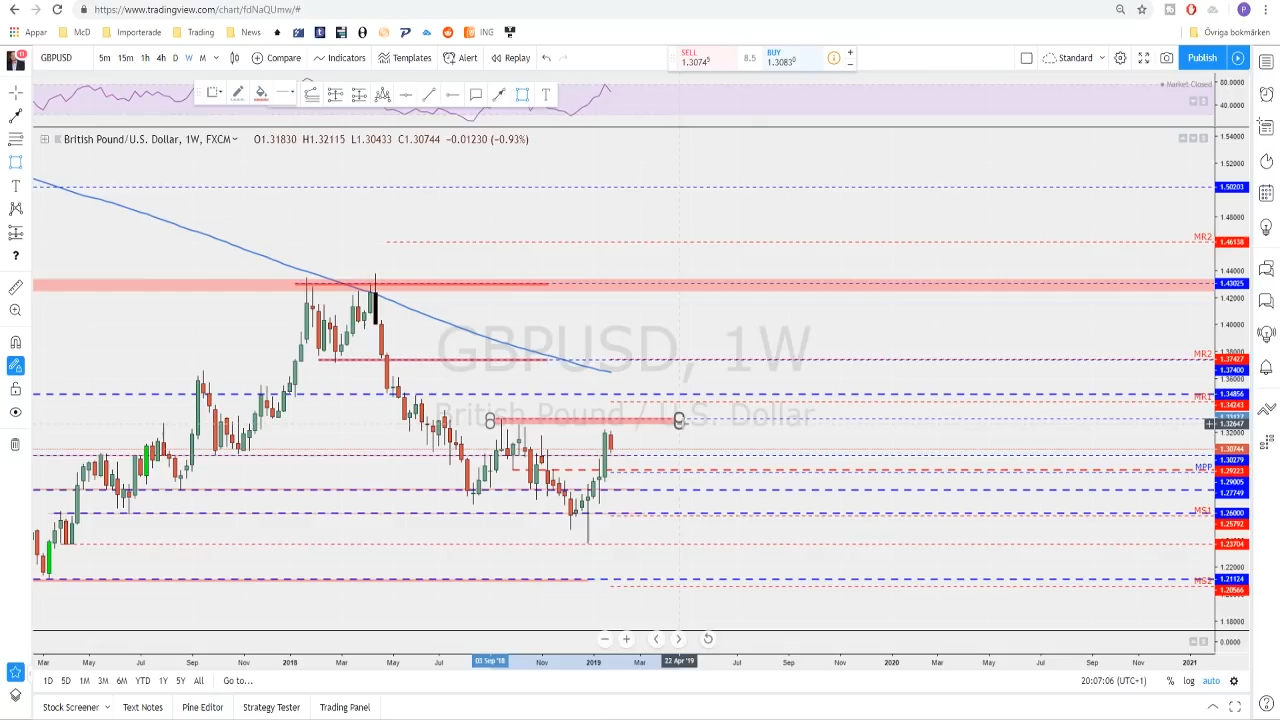 https://www.tradingview.com/chart/fdNaQUmw/#
P
Appar McD Importerade Trading News ING Övriga bokmärken
11
GBPUSD 5m 15m 1h 4h D W M Compare Indicators Templates Alert Replay SELL 1.30745 8.5 BUY 1.30830 Standard Publish
Market Closed
80.0000
40.0000
British Pound/U.S. Dollar, 1W, FXCM O1.31830 H1.32115 L1.30433 C1.30744 −0.01230 (−0.93%)
1.54000
1.52000
1.50203
1.48000
MR2 1.46138
1.44000
1.43025
1.42000
1.40000
GBPUSD, 1W
MR2 1.37427
1.37400
1.36000
1.34856
MR1 1.34243
British Pound / U.S. Dollar
1.32647
1.32000
1.30744
1.30279
MPP 1.29223
1.29005
1.27749
MS1 1.26000
1.25792
1.23704
1.22000
1.21124
MS2 1.20566
1.18000
0.0000
Mar May Jul Sep Nov 2018 Mar May Jul 03 Sep '18 Nov 2019 Mar 22 Apr '19 Jul Sep Nov 2020 Mar May Jul Sep Nov 2021
1D 5D 1M 3M 6M YTD 1Y 5Y All Go to... 20:07:06 (UTC+1) % log auto
Stock Screener Text Notes Pine Editor Strategy Tester Trading Panel